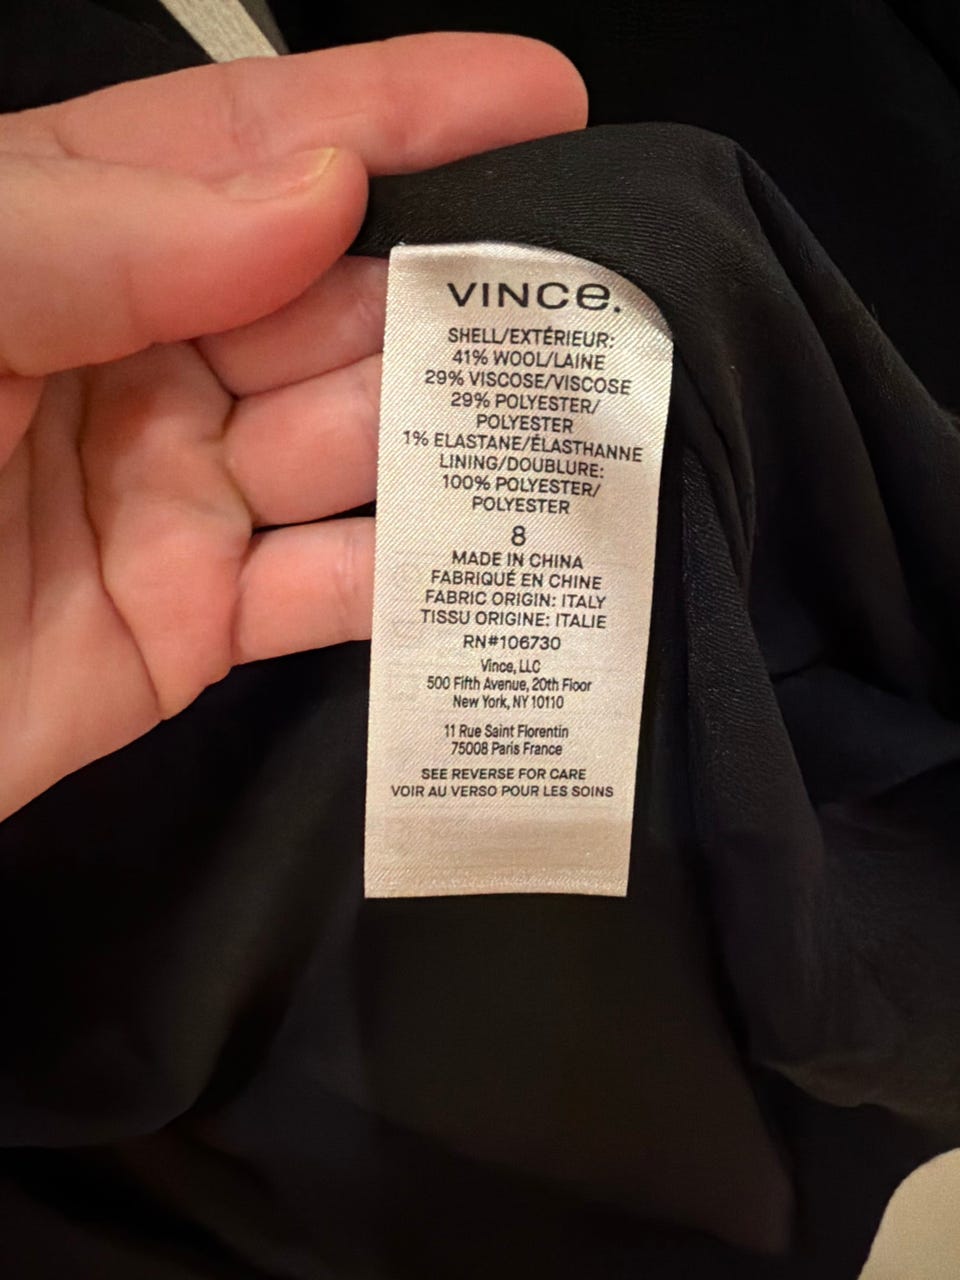 VINCe.
SHELL/EXTÉRIEUR:
41% WOOL/LAINE
29% VISCOSE/VISCOSE
29% POLYESTER/
POLYESTER
1% ELASTANE/ÉLASTHANNE
LINING/DOUBLURE:
100% POLYESTER/
POLYESTER
8
MADE IN CHINA
FABRIQUÉ EN CHINE
FABRIC ORIGIN: ITALY
TISSU ORIGINE: ITALIE
RN#106730
Vince, LLC
500 Fifth Avenue, 20th Floor
New York, NY 10110
11 Rue Saint Florentin
75008 Paris France
SEE REVERSE FOR CARE
VOIR AU VERSO POUR LES SOINS